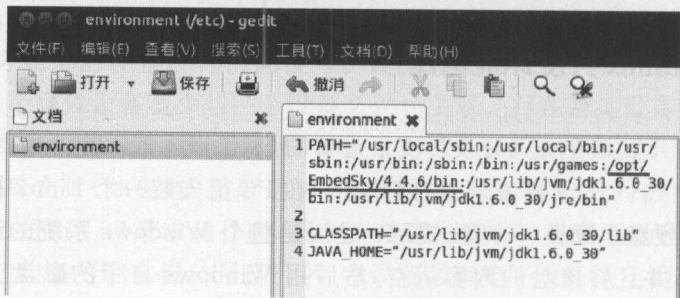 environment (/etc) - gedit
文件(F) 编辑(E) 查看(V) 搜索(S) 工具(T) 文档(D) 帮助(H)
打开 保存 撤消
文档
environment
environment
1 PATH="/usr/local/sbin:/usr/local/bin:/usr/
sbin:/usr/bin:/sbin:/bin:/usr/games:/opt/
EmbedSky/4.4.6/bin:/usr/lib/jvm/jdk1.6.0_30/
bin:/usr/lib/jvm/jdk1.6.0_30/jre/bin"
2
3 CLASSPATH="/usr/lib/jvm/jdk1.6.0_30/lib"
4 JAVA_HOME="/usr/lib/jvm/jdk1.6.0_30"